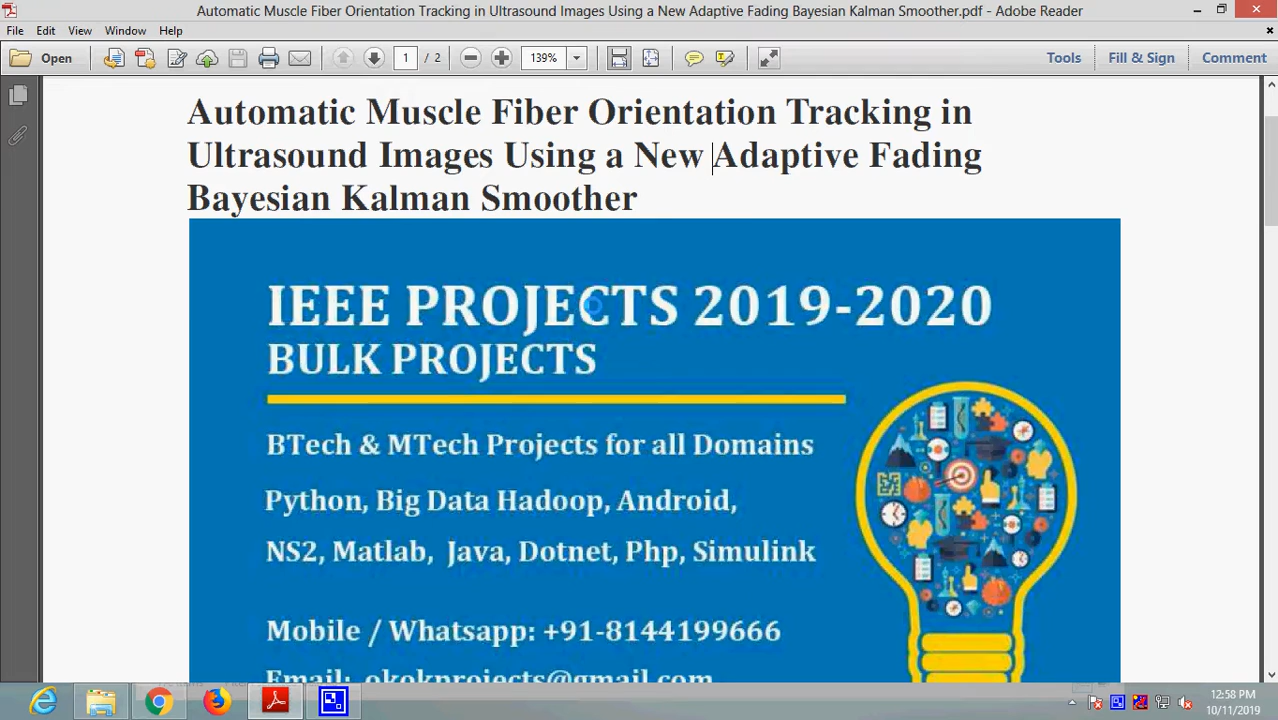 Automatic Muscle Fiber Orientation Tracking in Ultrasound Images Using a New Adaptive Fading Bayesian Kalman Smoother.pdf - Adobe Reader
File Edit View Window Help
Open 1 / 2 139% Tools Fill & Sign Comment
Automatic Muscle Fiber Orientation Tracking in
Ultrasound Images Using a New Adaptive Fading
Bayesian Kalman Smoother
IEEE PROJECTS 2019-2020
BULK PROJECTS
BTech & MTech Projects for all Domains
Python, Big Data Hadoop, Android,
NS2, Matlab, Java, Dotnet, Php, Simulink
Mobile / Whatsapp: +91-8144199666
Email: okokprojects@gmail.com
12:58 PM
10/11/2019